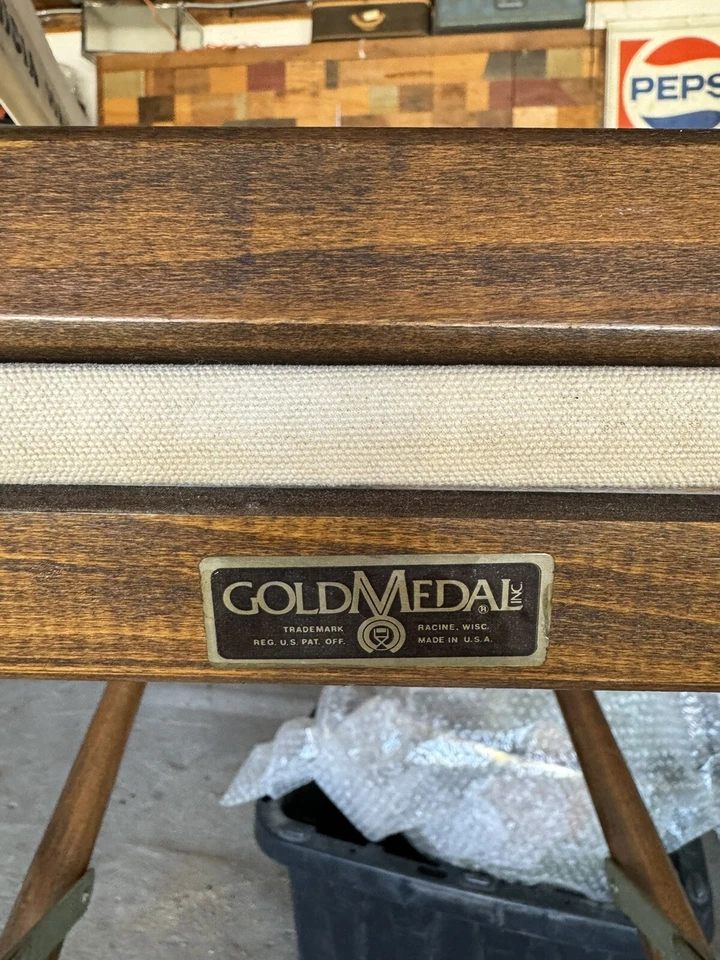 PEPS
GOLDMEDAL INC.
®
TRADEMARK
REG. U.S. PAT. OFF.
RACINE, WISC.
MADE IN U.S.A.